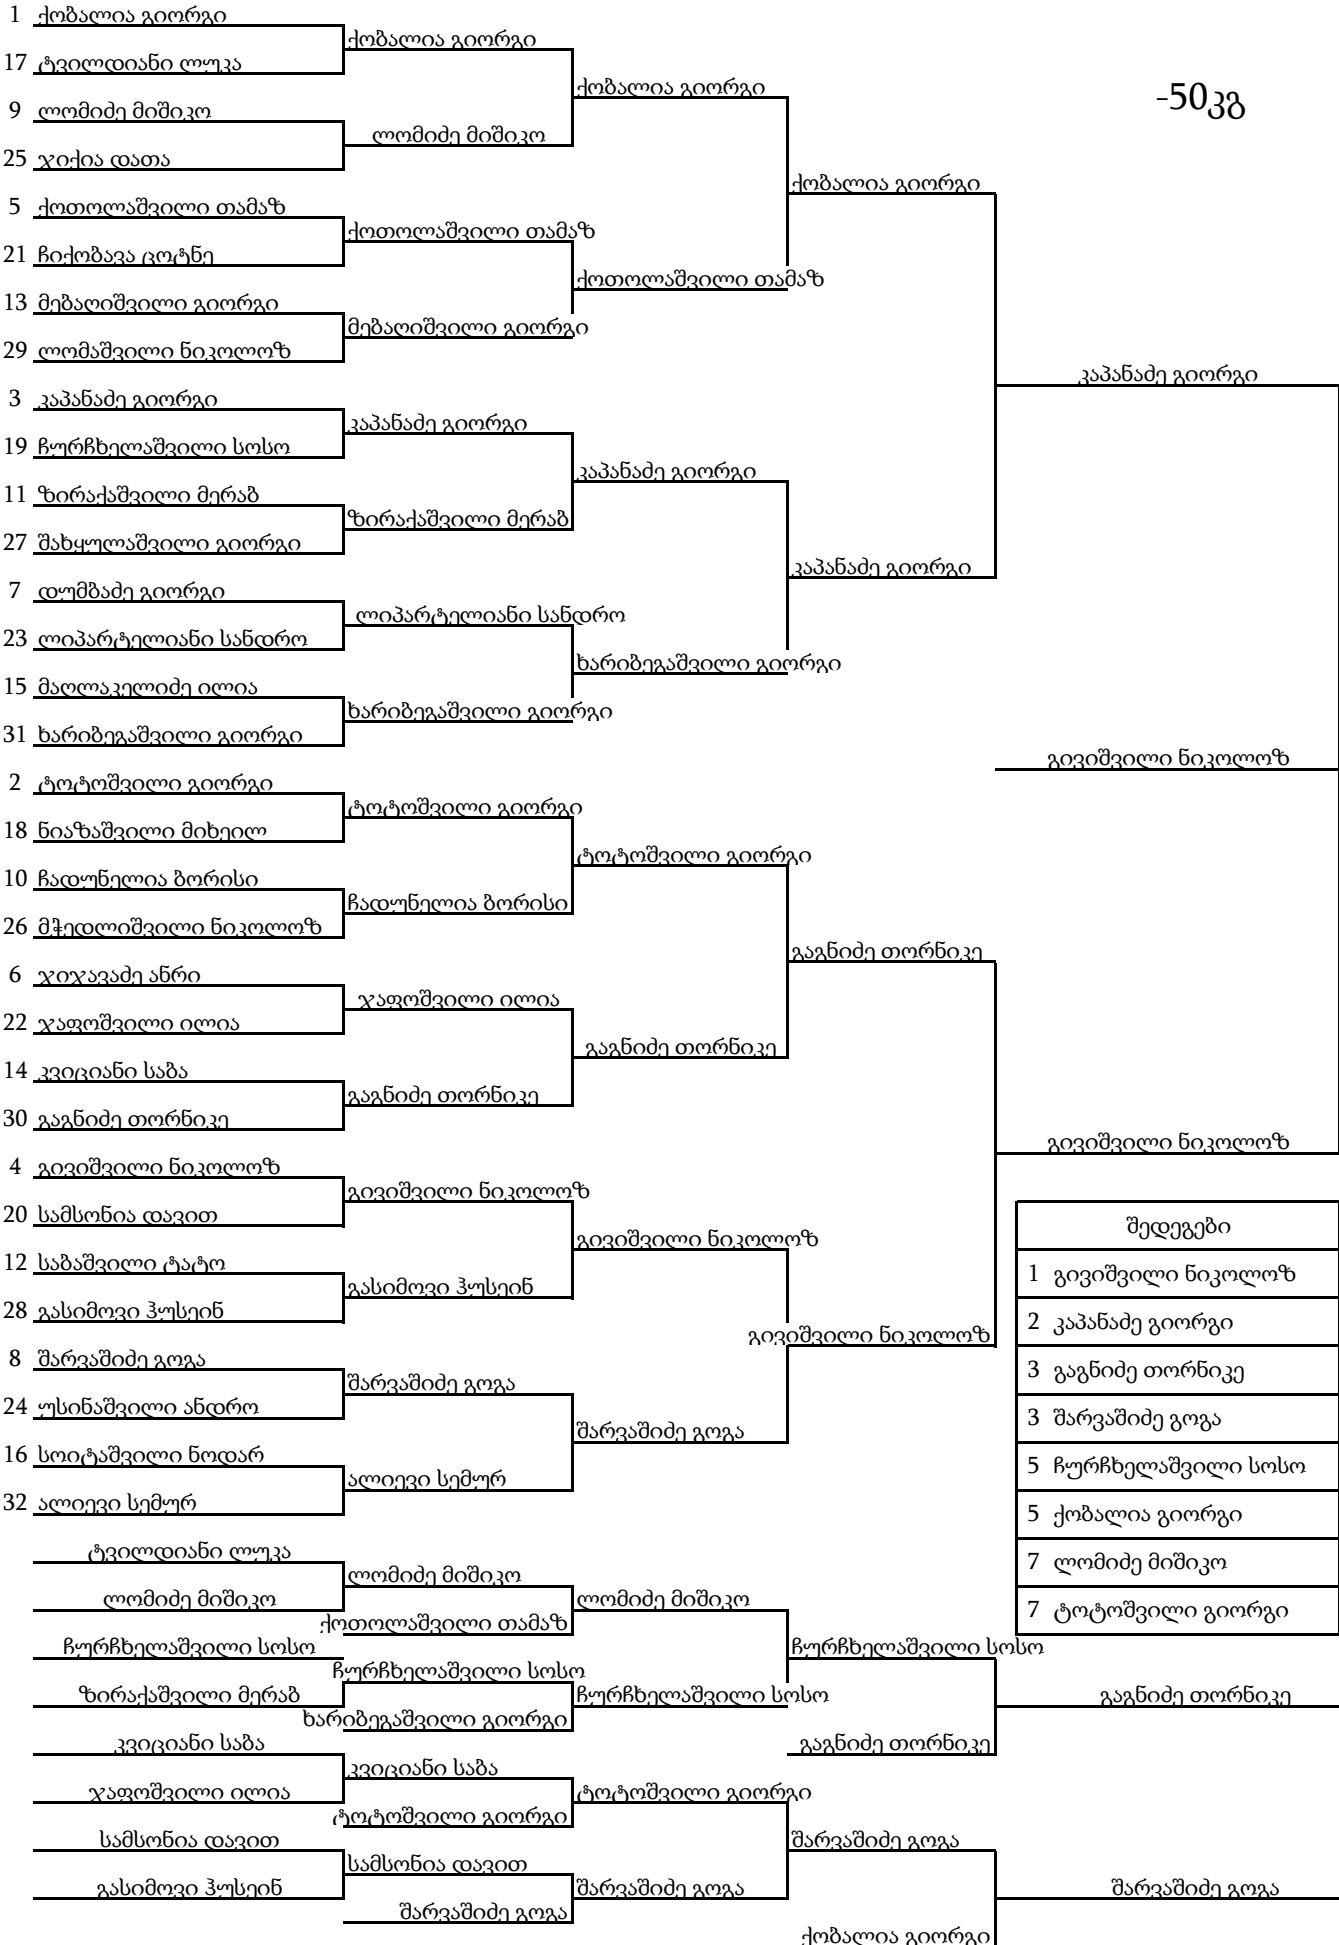 -50კგ
1 ქობალია გიორგი
17 ტვილდიანი ლუკა
9 ლომიძე მიშიკო
25 ჯიქია დათა
5 ქოთოლაშვილი თამაზ
21 ჩიქობავა ცოტნე
13 მებაღიშვილი გიორგი
29 ლომაშვილი ნიკოლოზ
3 კაპანაძე გიორგი
19 ჩურჩხელაშვილი სოსო
11 ზირაქაშვილი მერაბ
27 შახყულაშვილი გიორგი
7 დუმბაძე გიორგი
23 ლიპარტელიანი სანდრო
15 მაღლაკელიძე ილია
31 ხარიბეგაშვილი გიორგი
2 ტოტოშვილი გიორგი
18 ნიაზაშვილი მიხეილ
10 ჩადუნელია ბორისი
26 მჭედლიშვილი ნიკოლოზ
6 ჯიჯავაძე ანრი
22 ჯაფოშვილი ილია
14 კვიციანი საბა
30 გაგნიძე თორნიკე
4 გივიშვილი ნიკოლოზ
20 სამსონია დავით
12 საბაშვილი ტატო
28 გასიმოვი ჰუსეინ
8 შარვაშიძე გოგა
24 უსინაშვილი ანდრო
16 სოიტაშვილი ნოდარ
32 ალიევი სემურ
ქობალია გიორგი
ლომიძე მიშიკო
ქოთოლაშვილი თამაზ
მებაღიშვილი გიორგი
კაპანაძე გიორგი
ზირაქაშვილი მერაბ
ლიპარტელიანი სანდრო
ხარიბეგაშვილი გიორგი
ტოტოშვილი გიორგი
ჩადუნელია ბორისი
ჯაფოშვილი ილია
გაგნიძე თორნიკე
გივიშვილი ნიკოლოზ
გასიმოვი ჰუსეინ
შარვაშიძე გოგა
ალიევი სემურ
ქობალია გიორგი
ქოთოლაშვილი თამაზ
კაპანაძე გიორგი
ხარიბეგაშვილი გიორგი
ტოტოშვილი გიორგი
გაგნიძე თორნიკე
გივიშვილი ნიკოლოზ
შარვაშიძე გოგა
ქობალია გიორგი
კაპანაძე გიორგი
გაგნიძე თორნიკე
გივიშვილი ნიკოლოზ
კაპანაძე გიორგი
გივიშვილი ნიკოლოზ
გივიშვილი ნიკოლოზ
შედეგები
1 გივიშვილი ნიკოლოზ
2 კაპანაძე გიორგი
3 გაგნიძე თორნიკე
3 შარვაშიძე გოგა
5 ჩურჩხელაშვილი სოსო
5 ქობალია გიორგი
7 ლომიძე მიშიკო
7 ტოტოშვილი გიორგი
ტვილდიანი ლუკა
ლომიძე მიშიკო
ჩურჩხელაშვილი სოსო
ზირაქაშვილი მერაბ
კვიციანი საბა
ჯაფოშვილი ილია
სამსონია დავით
გასიმოვი ჰუსეინ
ლომიძე მიშიკო
ქოთოლაშვილი თამაზ
ჩურჩხელაშვილი სოსო
ხარიბეგაშვილი გიორგი
კვიციანი საბა
ტოტოშვილი გიორგი
სამსონია დავით
შარვაშიძე გოგა
ლომიძე მიშიკო
ჩურჩხელაშვილი სოსო
ტოტოშვილი გიორგი
შარვაშიძე გოგა
ჩურჩხელაშვილი სოსო
გაგნიძე თორნიკე
შარვაშიძე გოგა
ქობალია გიორგი
გაგნიძე თორნიკე
შარვაშიძე გოგა